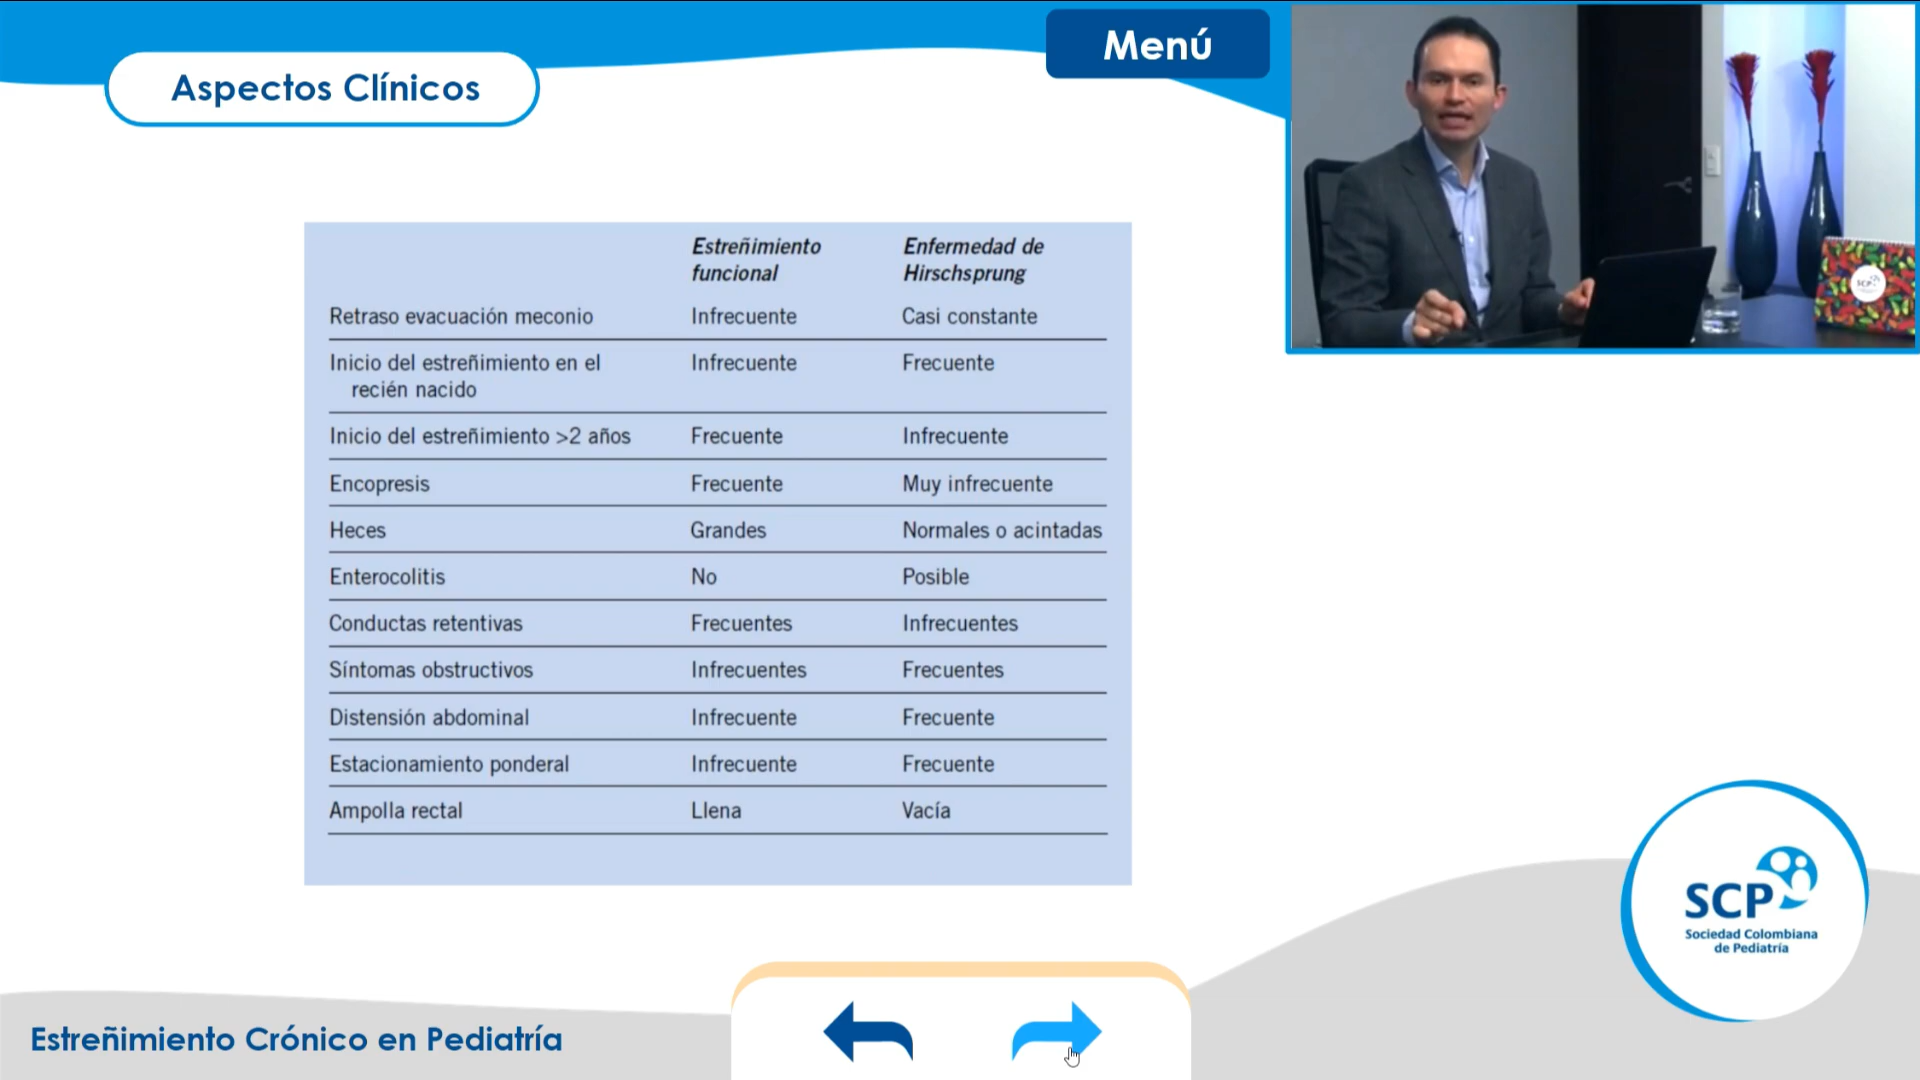 Menú
Aspectos Clínicos
Estreñimiento funcional Enfermedad de Hirschsprung
Retraso evacuación meconio Infrecuente Casi constante
Inicio del estreñimiento en el recién nacido Infrecuente Frecuente
Inicio del estreñimiento >2 años Frecuente Infrecuente
Encopresis Frecuente Muy infrecuente
Heces Grandes Normales o acintadas
Enterocolitis No Posible
Conductas retentivas Frecuentes Infrecuentes
Síntomas obstructivos Infrecuentes Frecuentes
Distensión abdominal Infrecuente Frecuente
Estacionamiento ponderal Infrecuente Frecuente
Ampolla rectal Llena Vacía
SCP
SCP
Sociedad Colombiana
de Pediatría
Estreñimiento Crónico en Pediatría